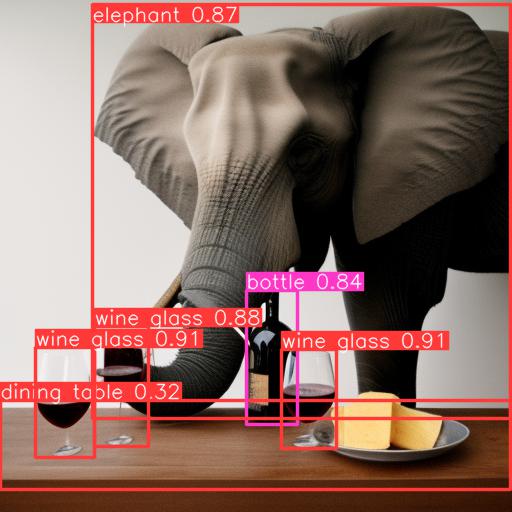 elephant 0.87
bottle 0.84
wine glass 0.88
wine glass 0.91
wine glass 0.91
dining table 0.32